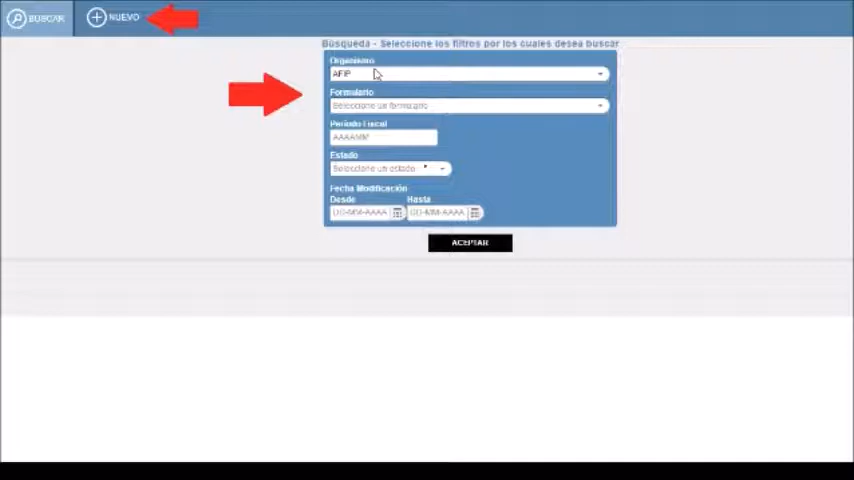 BUSCAR
NUEVO
Búsqueda - Seleccione los filtros por los cuales desea buscar
Organismo
AFIP
Formulario
Seleccione un formulario
Período Fiscal
AAAAMM
Estado
Seleccione un estado
Fecha Modificación
Desde Hasta
DD-MM-AAAA DD-MM-AAAA
ACEPTAR